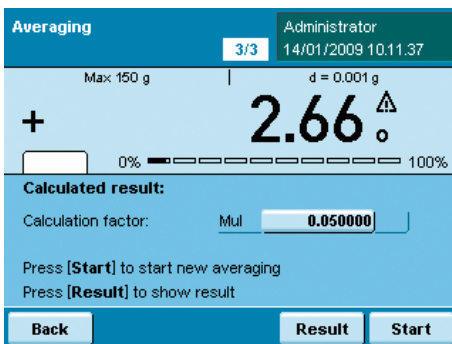 Averaging
Administrator
3/3
14/01/2009 10.11.37
Max 150 g
d = 0.001 g
+ 2.66 o
0% 100%
Calculated result:
Calculation factor: Mul 0.050000
Press [Start] to start new averaging
Press [Result] to show result
Back Result Start